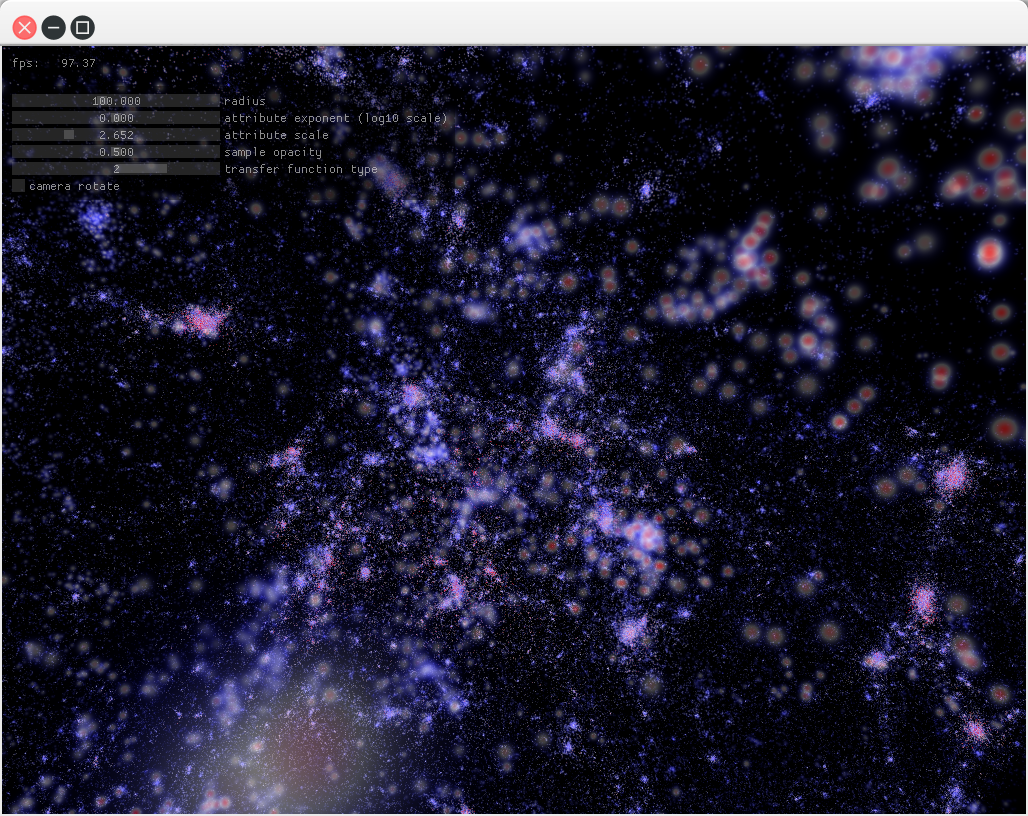 fps: 97.37
100.000 radius
0.000 attribute exponent (log10 scale)
2.652 attribute scale
0.500 sample opacity
2 transfer function type
camera rotate